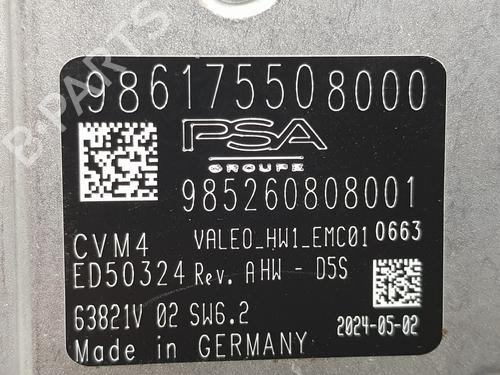 986175508000
PSA
GROUPE
985260808001
CVM4 VALEO_HW1_EMC01 0663
ED50324 Rev. A HW - D5S
63821V 02 SW6.2
2024-05-02
Made in GERMANY
B-PARTS